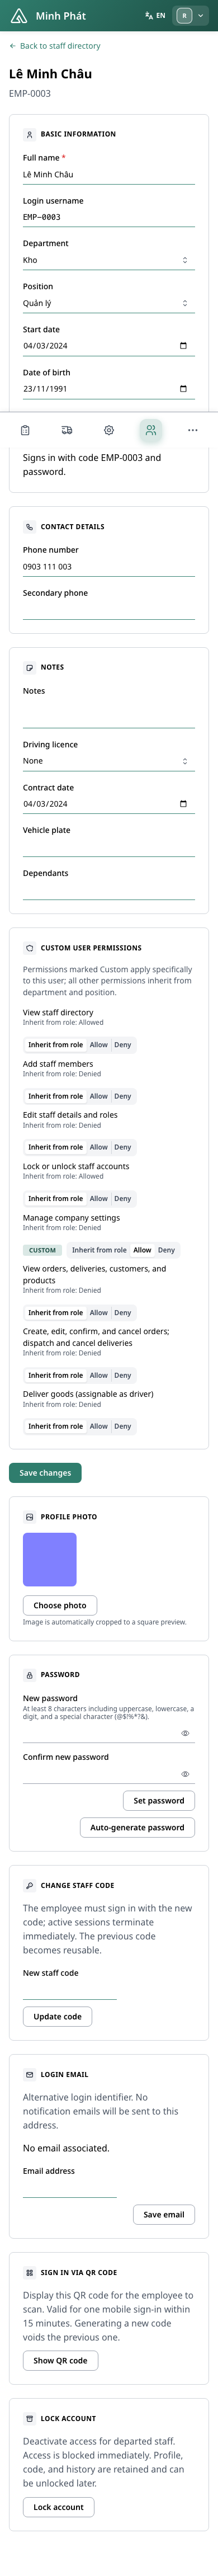 Minh Phát
EN
R
Back to staff directory
Lê Minh Châu
EMP-0003
BASIC INFORMATION
Full name *
Lê Minh Châu
Login username
EMP-0003
Department
Kho
Position
Quản lý
Start date
04/03/2024
Date of birth
23/11/1991
Signs in with code EMP-0003 and
password.
CONTACT DETAILS
Phone number
0903 111 003
Secondary phone
NOTES
Notes
Driving licence
None
Contract date
04/03/2024
Vehicle plate
Dependants
CUSTOM USER PERMISSIONS
Permissions marked Custom apply specifically
to this user; all other permissions inherit from
department and position.
View staff directory
Inherit from role: Allowed
Inherit from role Allow Deny
Add staff members
Inherit from role: Denied
Inherit from role Allow Deny
Edit staff details and roles
Inherit from role: Denied
Inherit from role Allow Deny
Lock or unlock staff accounts
Inherit from role: Allowed
Inherit from role Allow Deny
Manage company settings
Inherit from role: Denied
CUSTOM Inherit from role Allow Deny
View orders, deliveries, customers, and
products
Inherit from role: Denied
Inherit from role Allow Deny
Create, edit, confirm, and cancel orders;
dispatch and cancel deliveries
Inherit from role: Denied
Inherit from role Allow Deny
Deliver goods (assignable as driver)
Inherit from role: Denied
Inherit from role Allow Deny
Save changes
PROFILE PHOTO
Choose photo
Image is automatically cropped to a square preview.
PASSWORD
New password
At least 8 characters including uppercase, lowercase, a
digit, and a special character (@$!%*?&).
Confirm new password
Set password
Auto-generate password
CHANGE STAFF CODE
The employee must sign in with the new
code; active sessions terminate
immediately. The previous code
becomes reusable.
New staff code
Update code
LOGIN EMAIL
Alternative login identifier. No
notification emails will be sent to this
address.
No email associated.
Email address
Save email
SIGN IN VIA QR CODE
Display this QR code for the employee to
scan. Valid for one mobile sign-in within
15 minutes. Generating a new code
voids the previous one.
Show QR code
LOCK ACCOUNT
Deactivate access for departed staff.
Access is blocked immediately. Profile,
code, and history are retained and can
be unlocked later.
Lock account